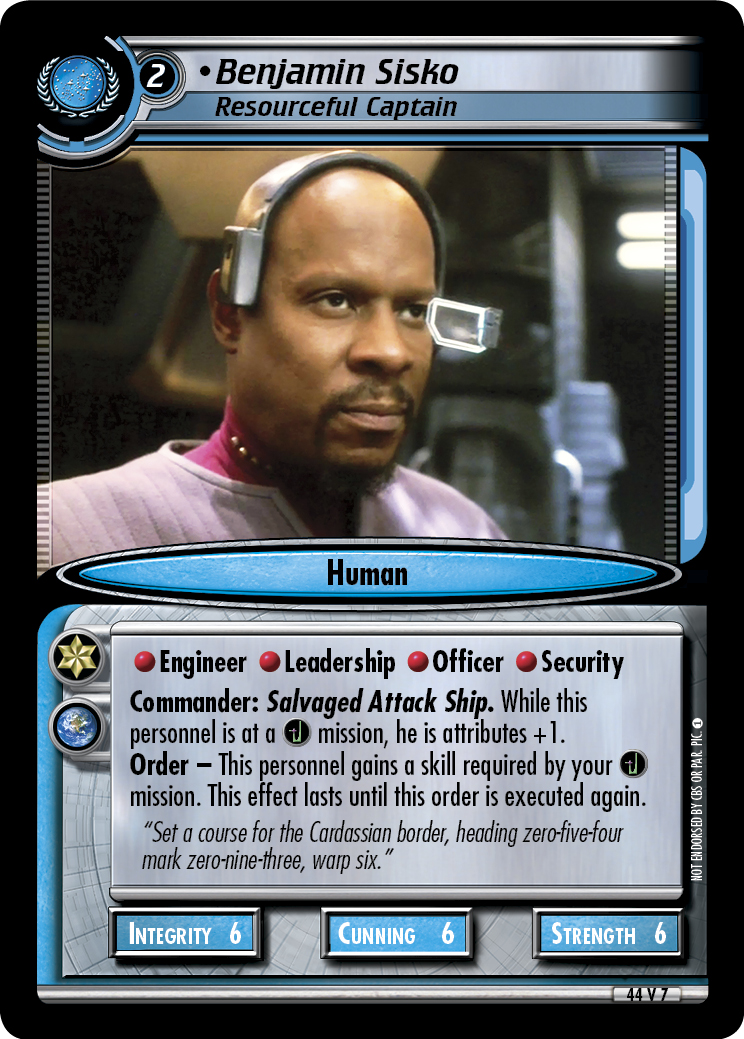 2
•Benjamin Sisko
Resourceful Captain
Human
Engineer Leadership Officer Security
Commander: Salvaged Attack Ship. While this
personnel is at a mission, he is attributes +1.
Order – This personnel gains a skill required by your
mission. This effect lasts until this order is executed again.
“Set a course for the Cardassian border, heading zero-five-four
mark zero-nine-three, warp six.”
NOT ENDORSED BY CBS OR PAR. PIC. 1
Integrity 6 Cunning 6 Strength 6
44 V 7